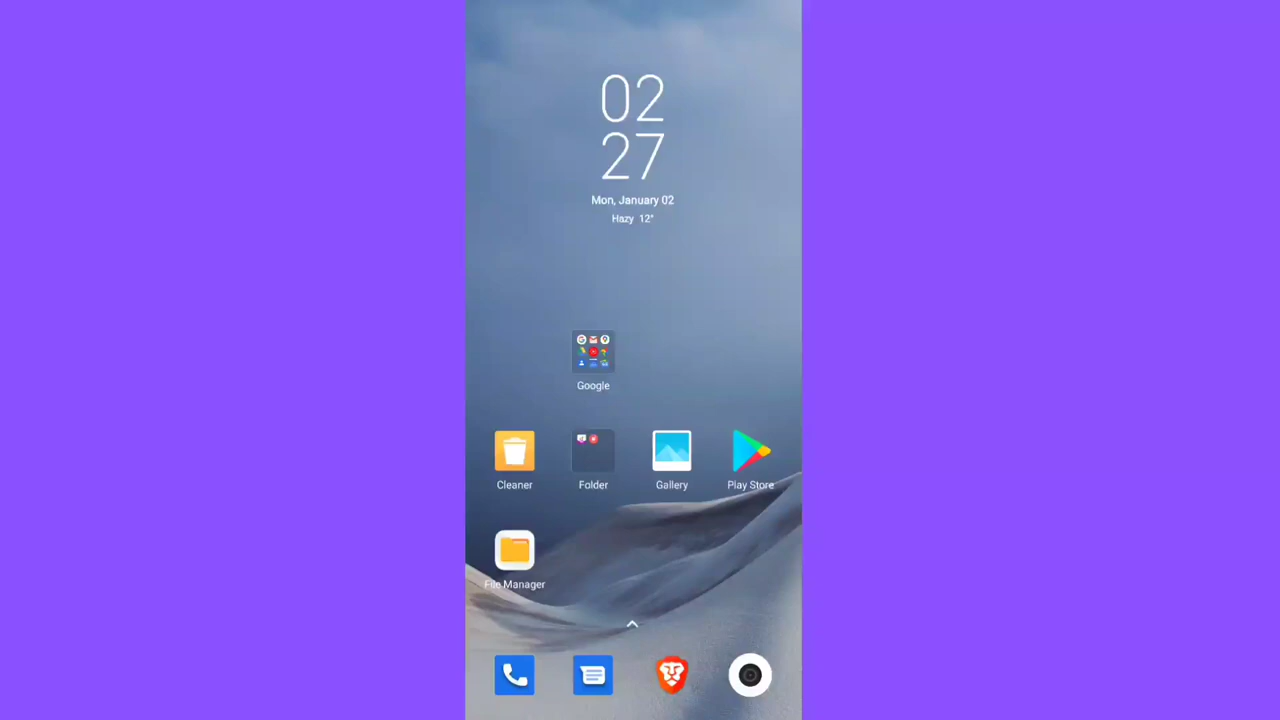 02
27
Mon, January 02
Hazy 12°
Google
Cleaner
Folder
Gallery
Play Store
File Manager